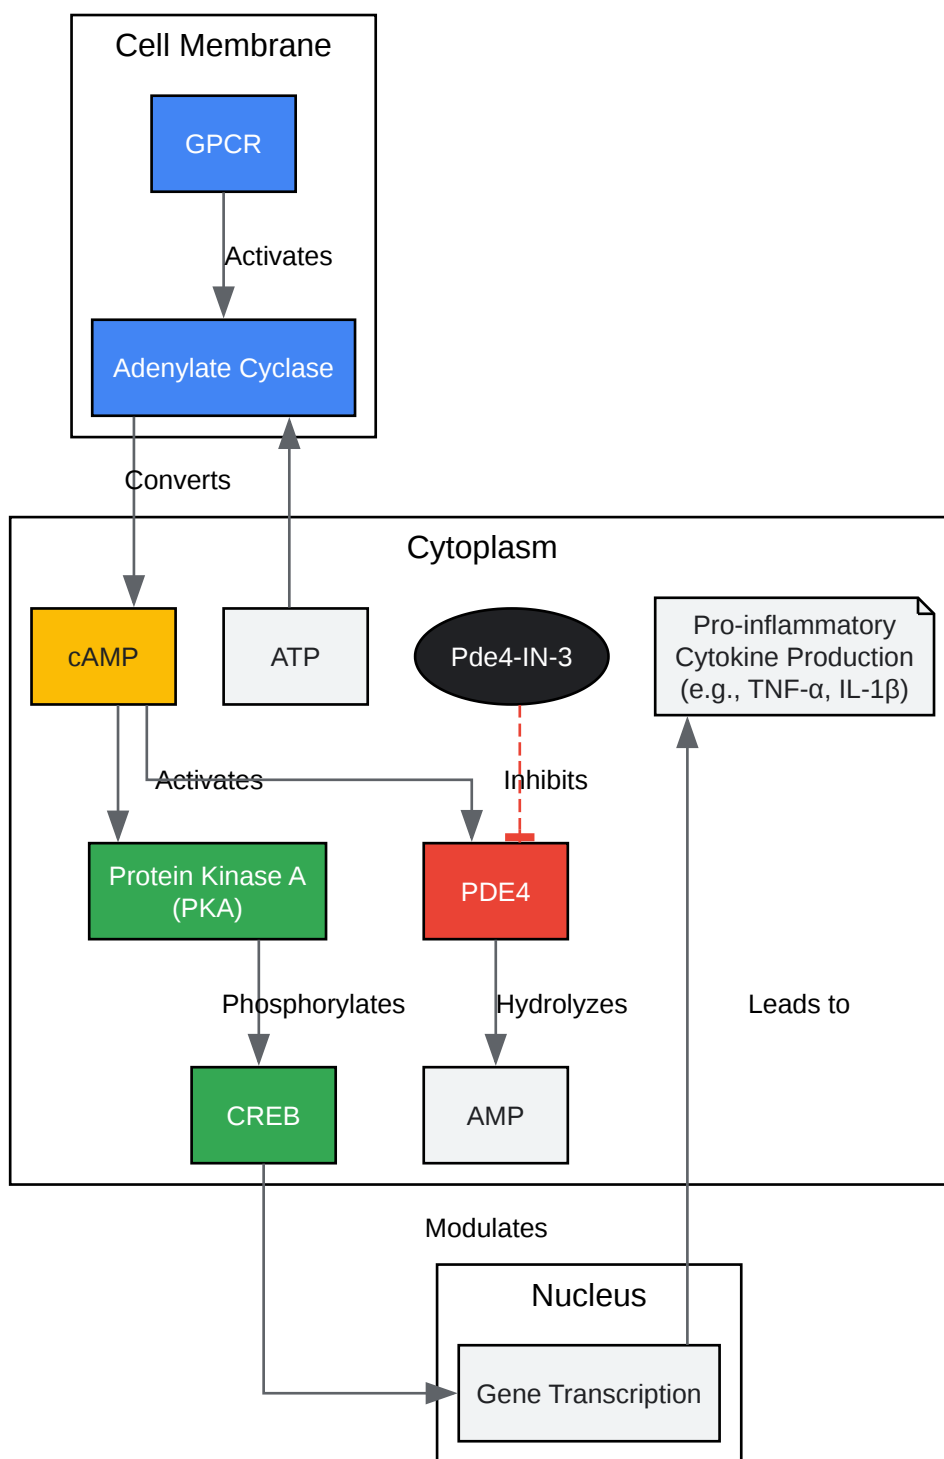 Cell Membrane
GPCR
Activates
Adenylate Cyclase
Converts
Cytoplasm
cAMP
ATP
Pde4-IN-3
Pro-inflammatory
Cytokine Production
(e.g., TNF-α, IL-1β)
Activates
Inhibits
Protein Kinase A
(PKA)
PDE4
Phosphorylates
Hydrolyzes
Leads to
CREB
AMP
Modulates
Nucleus
Gene Transcription